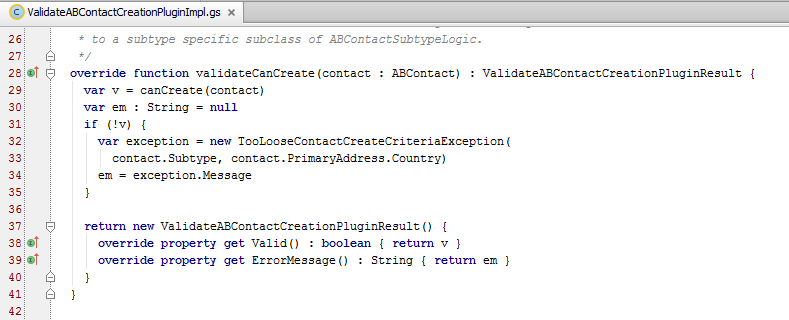 ValidateABContactCreationPluginImpl.gs
26 * to a subtype specific subclass of ABContactSubtypeLogic.
27 */
28 override function validateCanCreate(contact : ABContact) : ValidateABContactCreationPluginResult {
29 var v = canCreate(contact)
30 var em : String = null
31 if (!v) {
32 var exception = new TooLooseContactCreateCriteriaException(
33 contact.Subtype, contact.PrimaryAddress.Country)
34 em = exception.Message
35 }
36
37 return new ValidateABContactCreationPluginResult() {
38 override property get Valid() : boolean { return v }
39 override property get ErrorMessage() : String { return em }
40 }
41 }
42